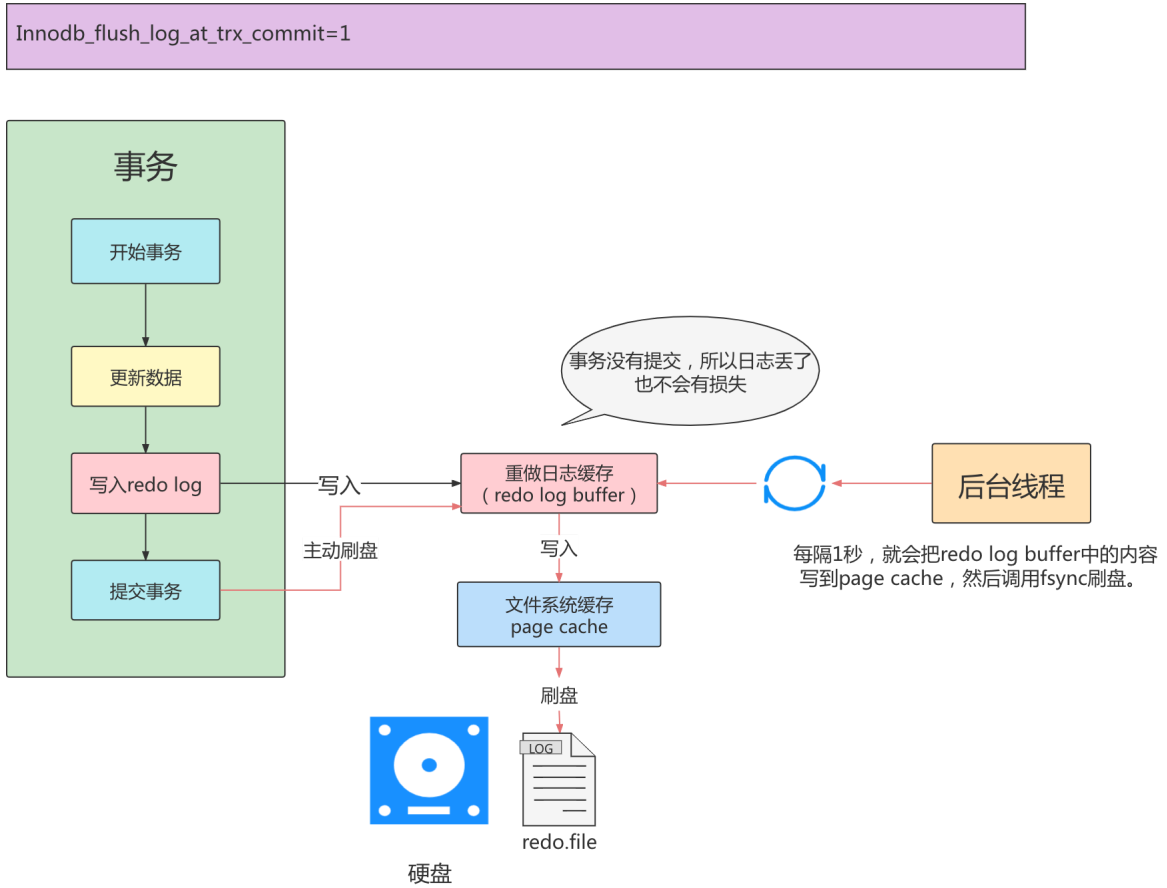 Innodb_flush_log_at_trx_commit=1
事务
开始事务
更新数据
写入redo log
提交事务
写入
主动刷盘
事务没有提交，所以日志丢了
也不会有损失
重做日志缓存
（redo log buffer）
写入
文件系统缓存
page cache
刷盘
LOG
redo.file
硬盘
后台线程
每隔1秒，就会把redo log buffer中的内容
写到page cache，然后调用fsync刷盘。